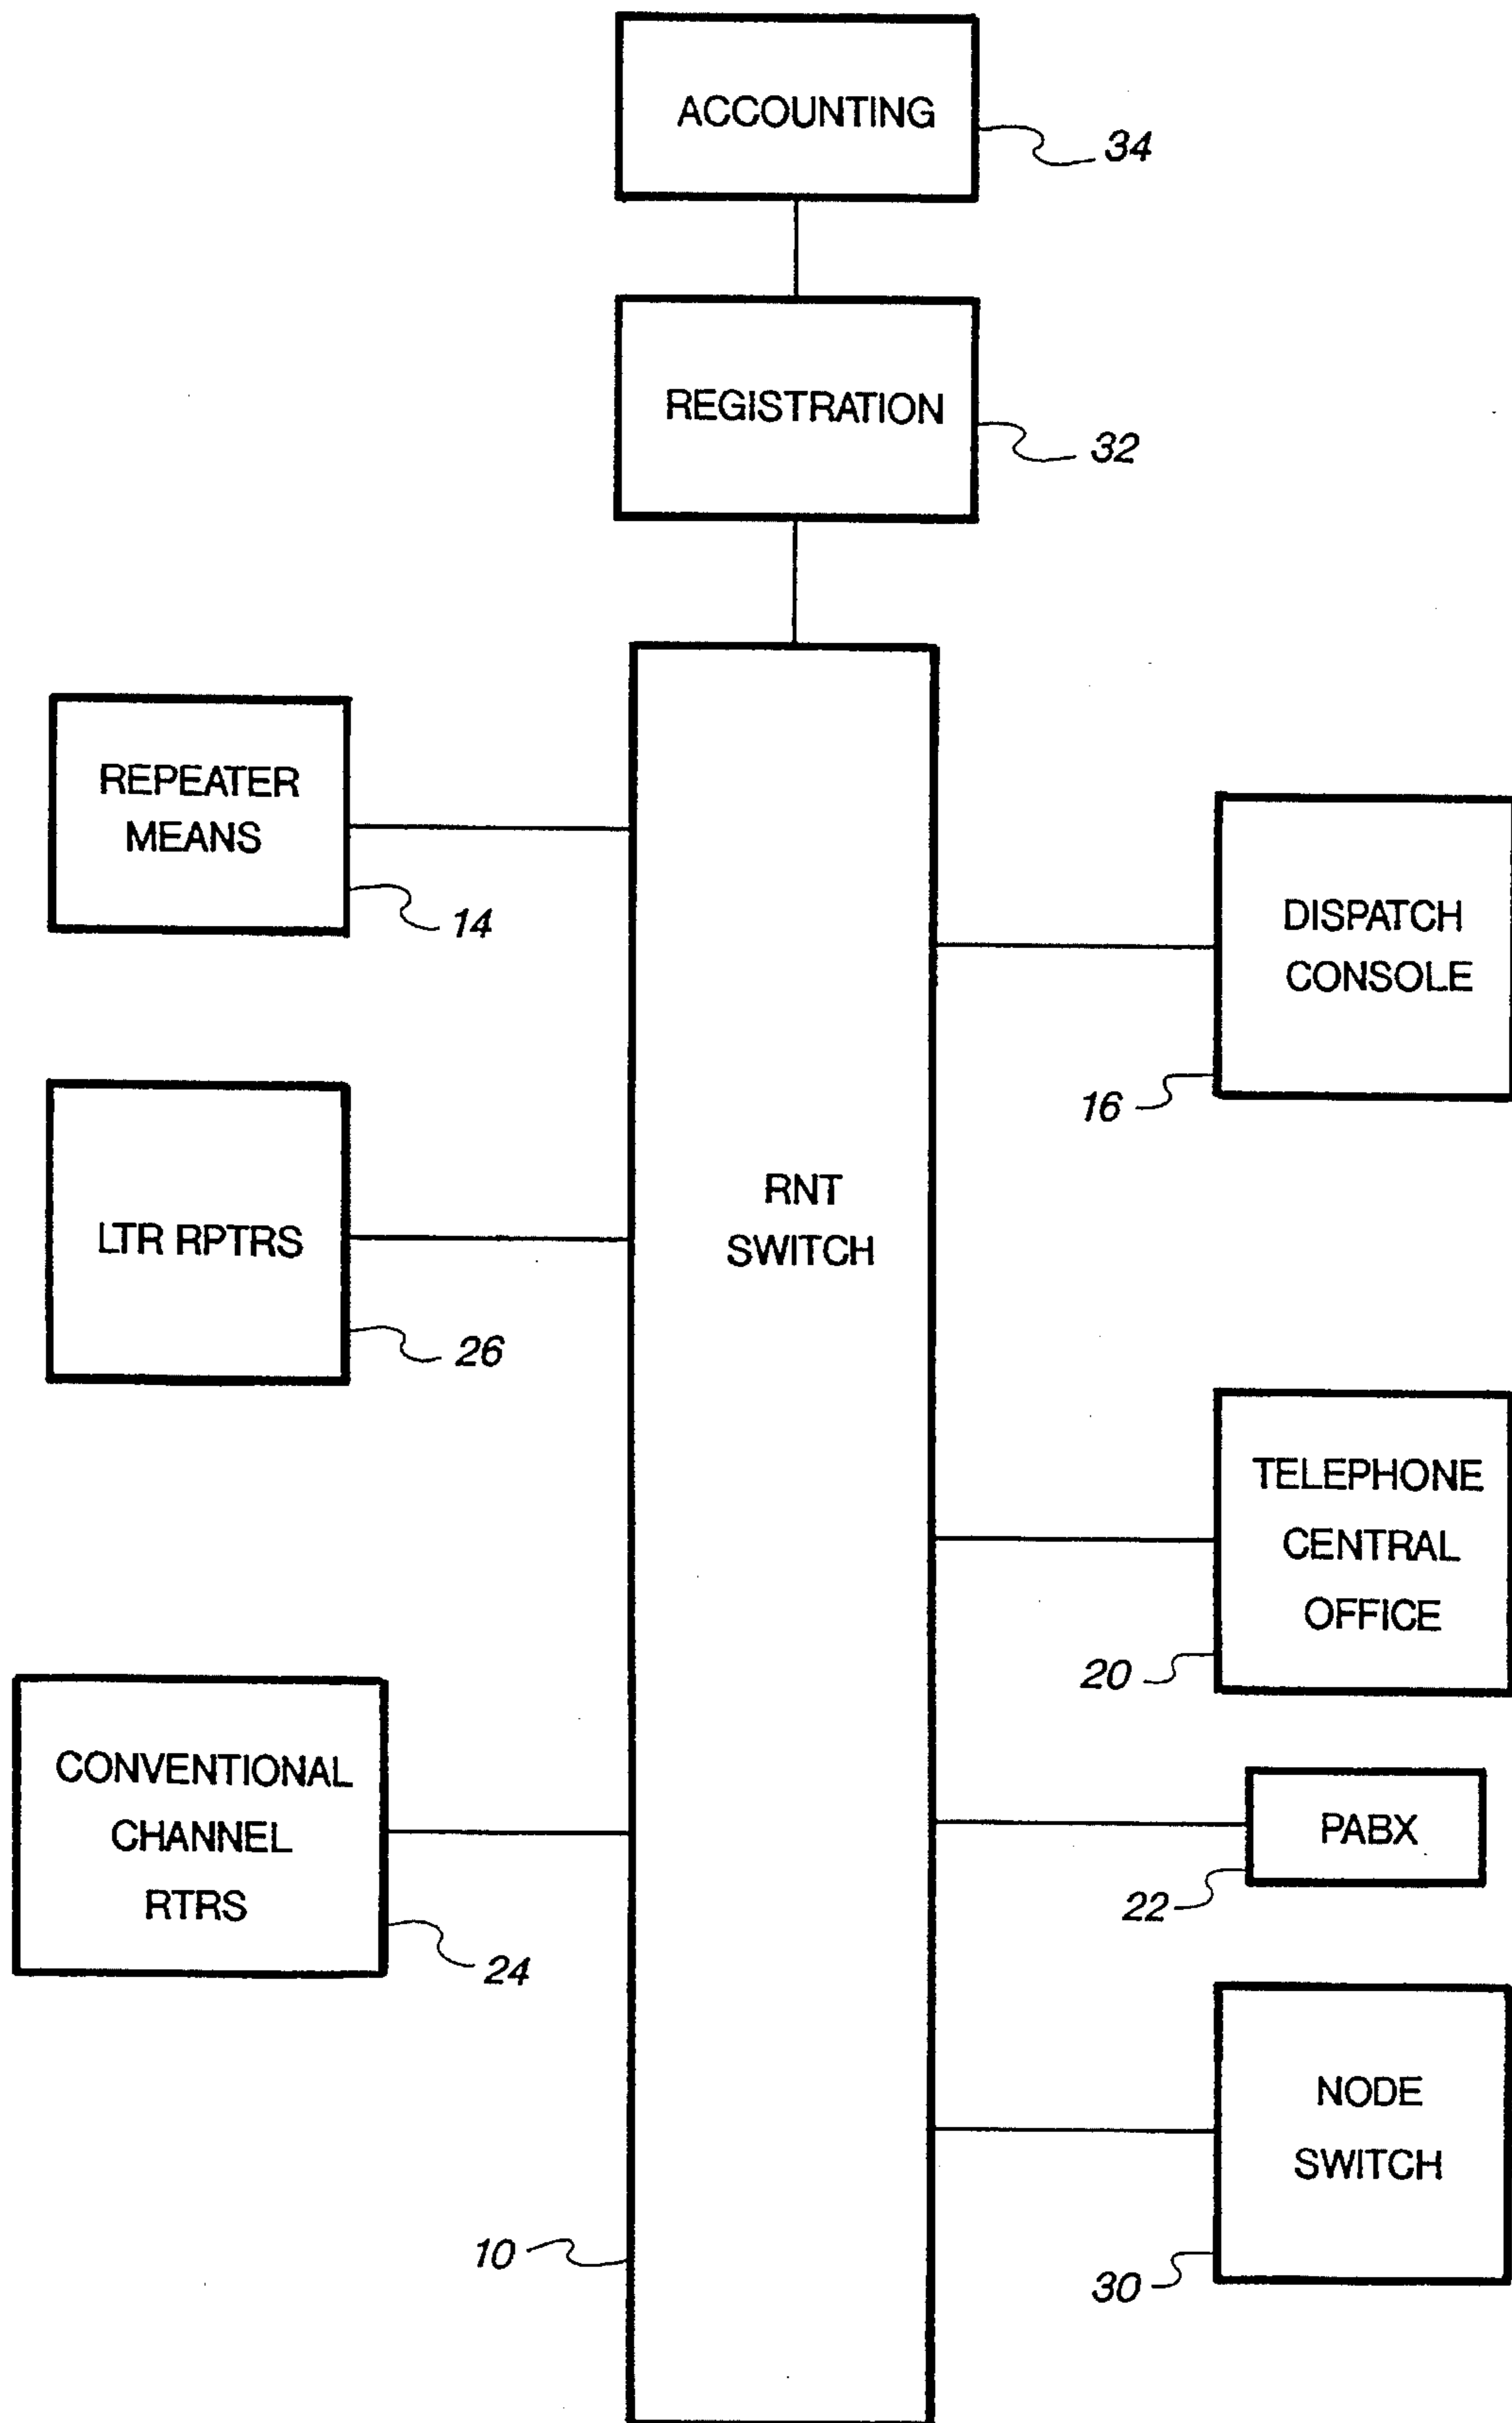 ACCOUNTING
34
REGISTRATION
32
REPEATER
MEANS
14
DISPATCH
CONSOLE
16
LTR RPTRS
26
RNT
SWITCH
TELEPHONE
CENTRAL
OFFICE
20
CONVENTIONAL
CHANNEL
RTRS
24
PABX
22
NODE
SWITCH
30
10